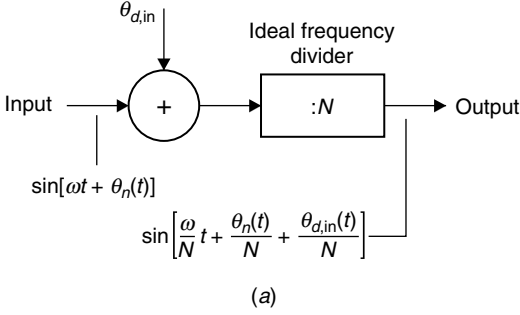 θd,in
Ideal frequency
divider
Input
+
:N
Output
sin[ωt + θn(t)]
sin[ω/N t + θn(t)/N + θd,in(t)/N]
(a)